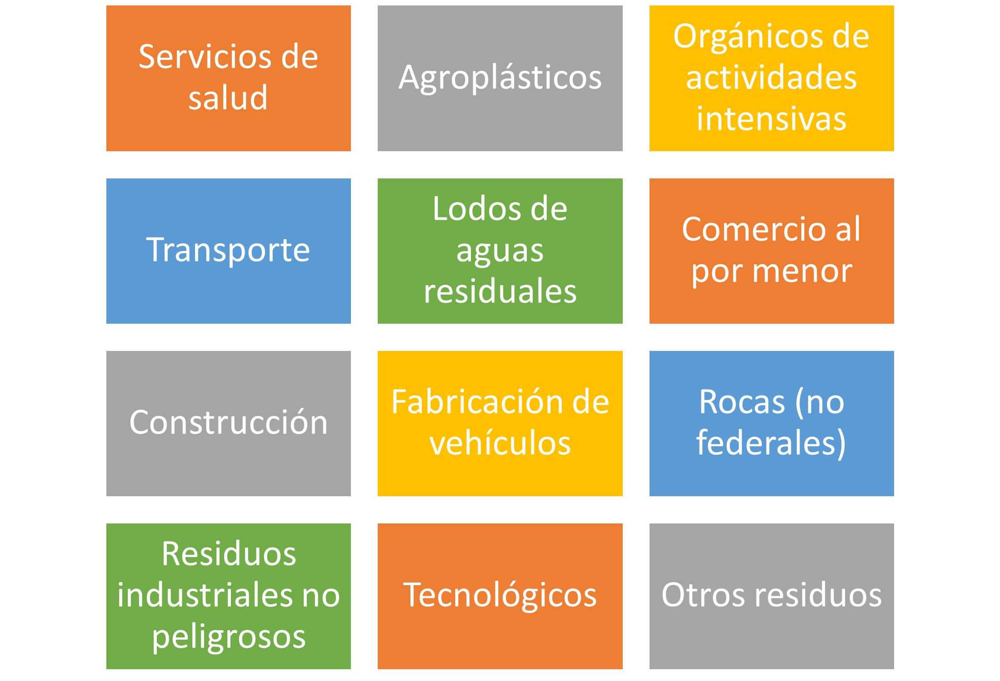 Servicios de
salud
Agroplásticos
Orgánicos de
actividades
intensivas
Transporte
Lodos de
aguas
residuales
Comercio al
por menor
Construcción
Fabricación de
vehículos
Rocas (no
federales)
Residuos
industriales no
peligrosos
Tecnológicos
Otros residuos